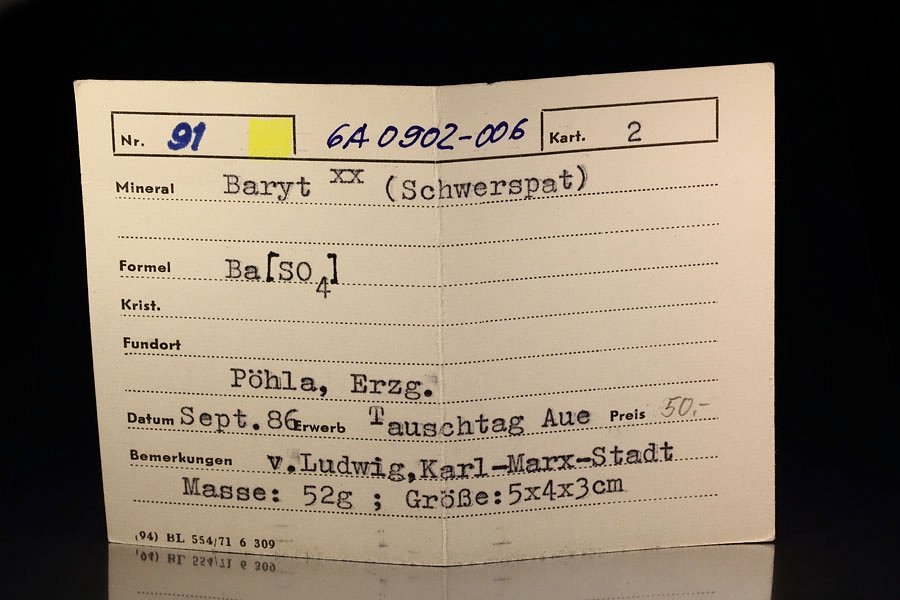 Nr. 91 6A 0902-006 Kart. 2
Mineral Baryt xx (Schwerspat)
Formel Ba[SO4]
Krist.
Fundort
Pöhla, Erzg.
Datum Sept. 86 Erwerb Tauschtag Aue Preis 50,-
Bemerkungen v.Ludwig,Karl-Marx-Stadt
Masse: 52g ; Größe:5x4x3cm
(94) BL 554/71 6 309